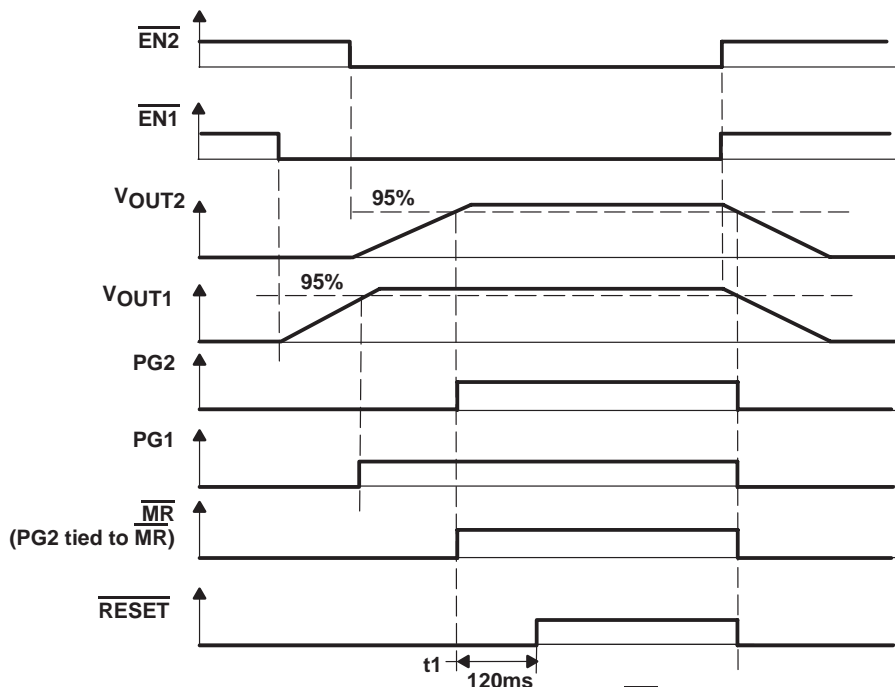 EN2
EN1
VOUT2
95%
VOUT1
95%
PG2
PG1
MR
(PG2 tied to MR)
RESET
t1
120ms